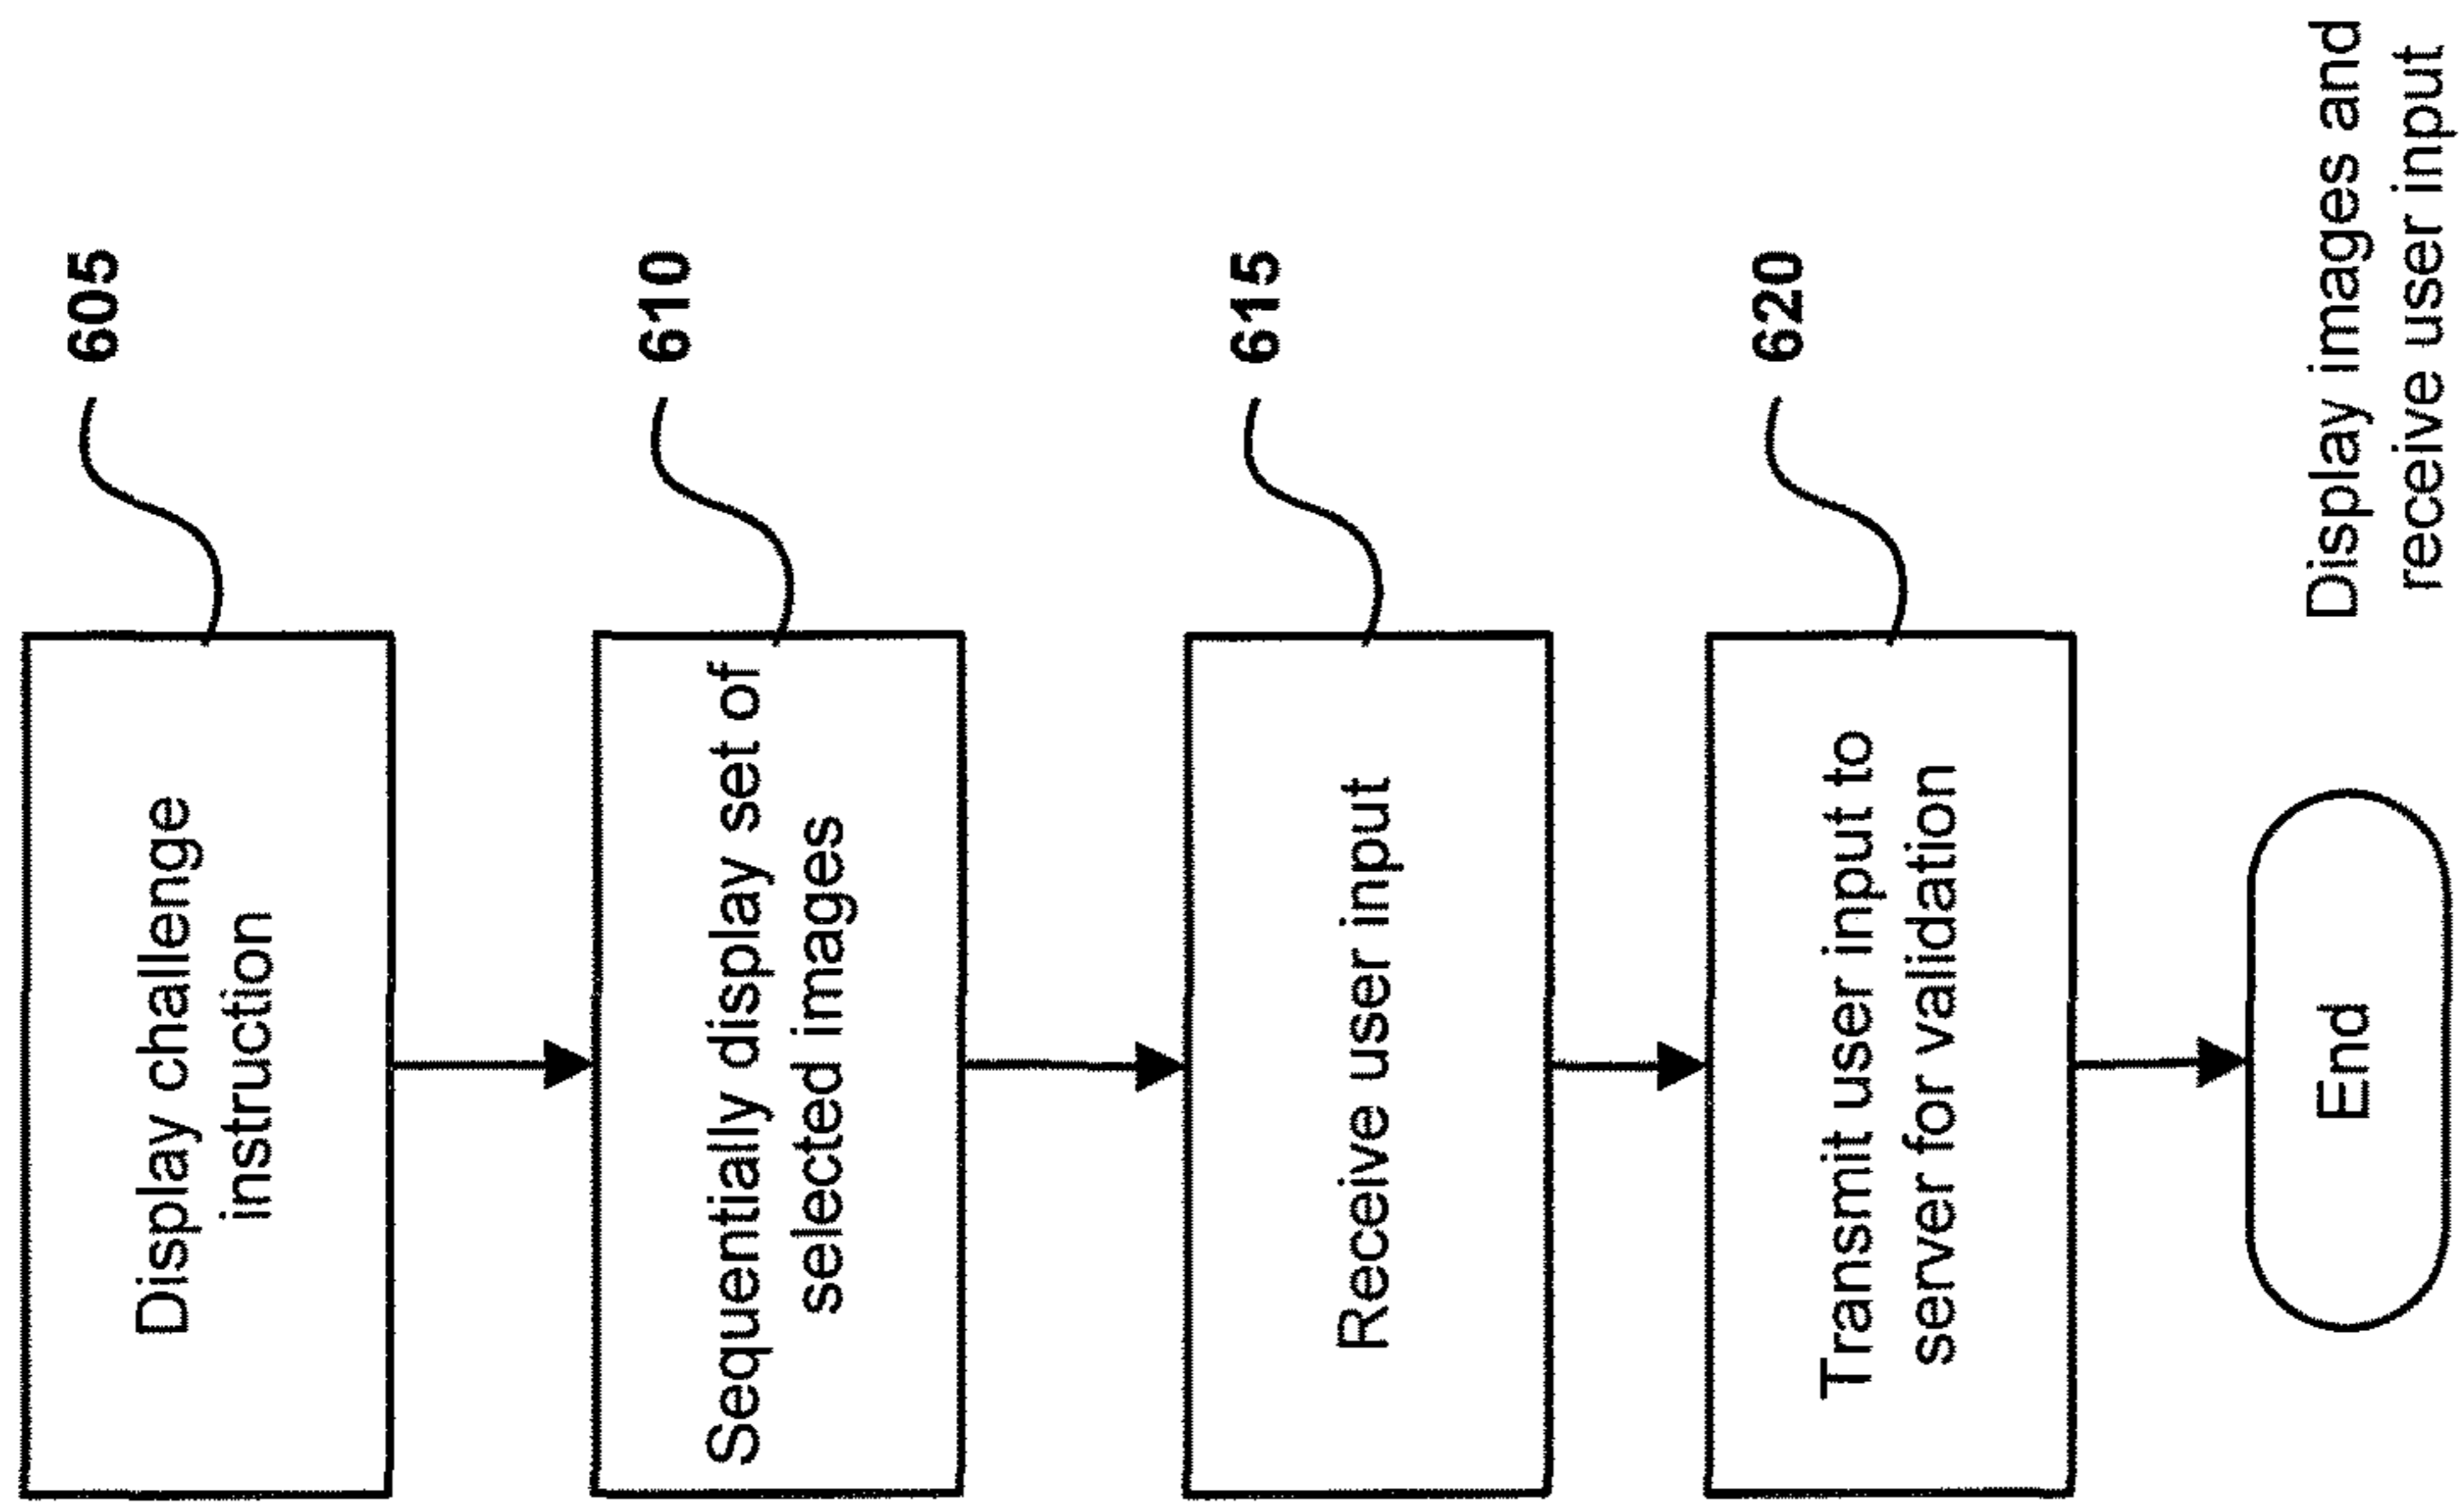 Display challenge
instruction
605
Sequentially display set of
selected images
610
Receive user input
615
Transmit user input to
server for validation
620
End
Display images and
receive user input